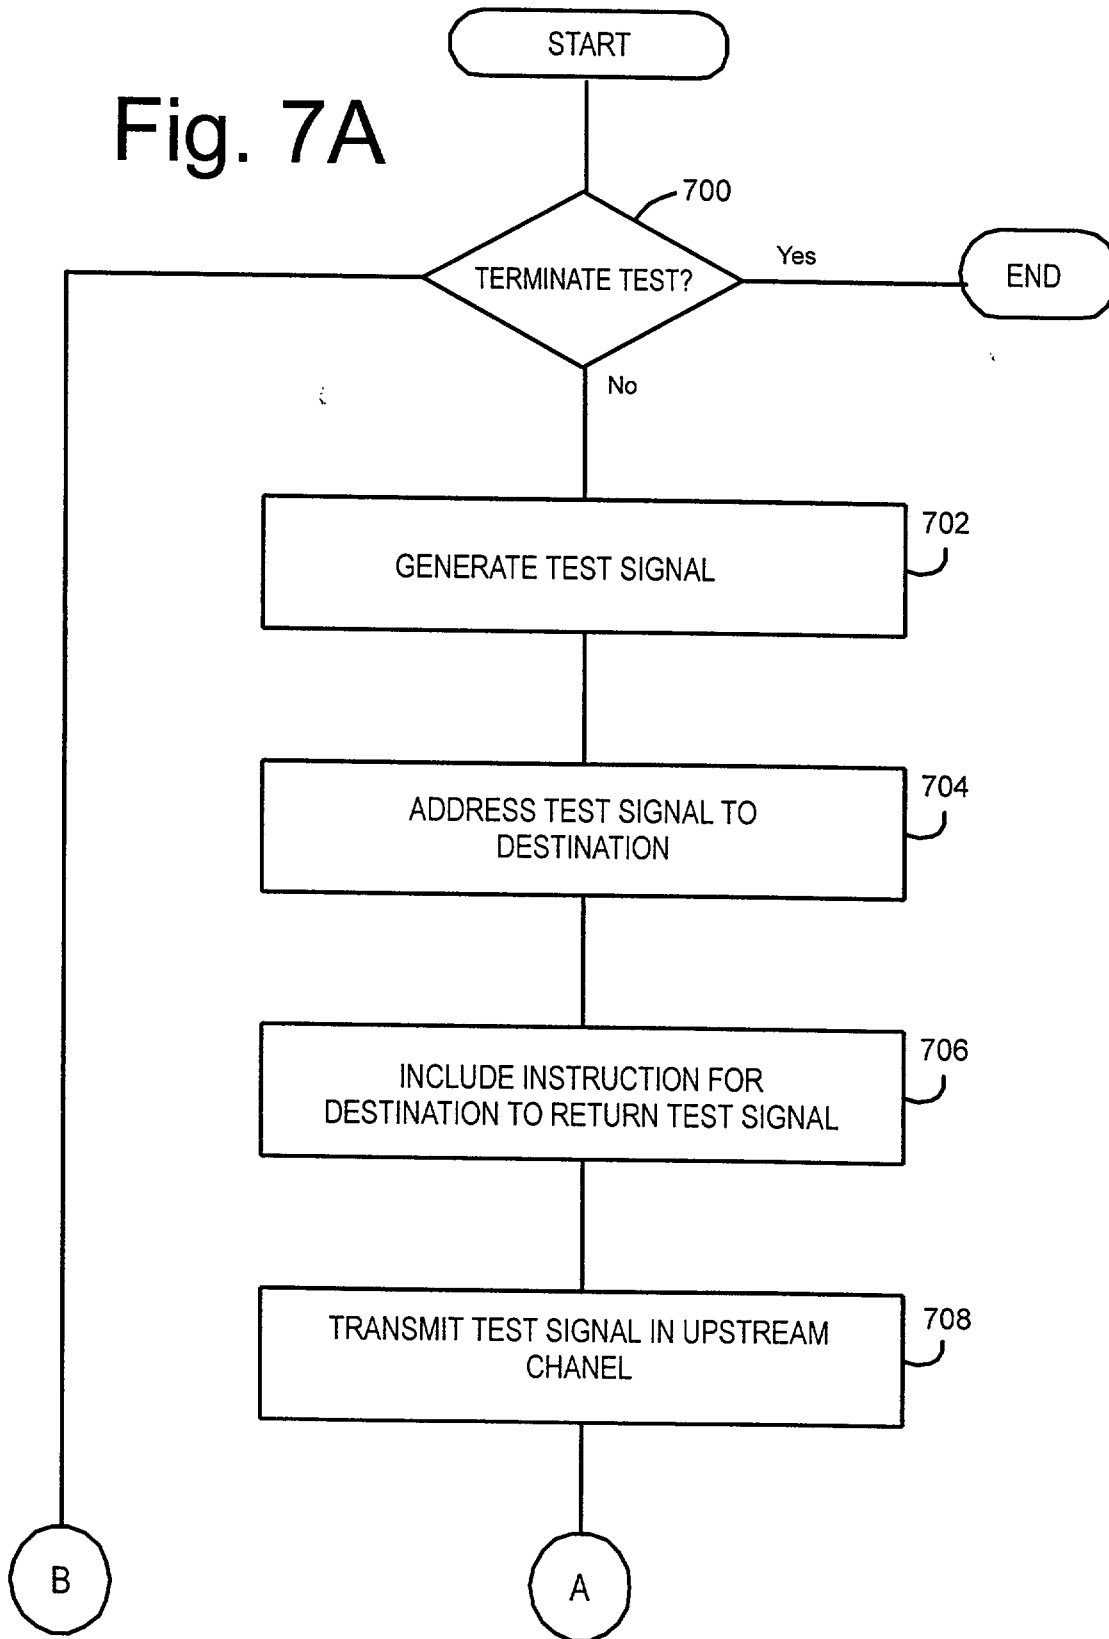 START
Fig. 7A
700
TERMINATE TEST?
Yes
END
No
702
GENERATE TEST SIGNAL
704
ADDRESS TEST SIGNAL TO
DESTINATION
706
INCLUDE INSTRUCTION FOR
DESTINATION TO RETURN TEST SIGNAL
708
TRANSMIT TEST SIGNAL IN UPSTREAM
CHANEL
B
A